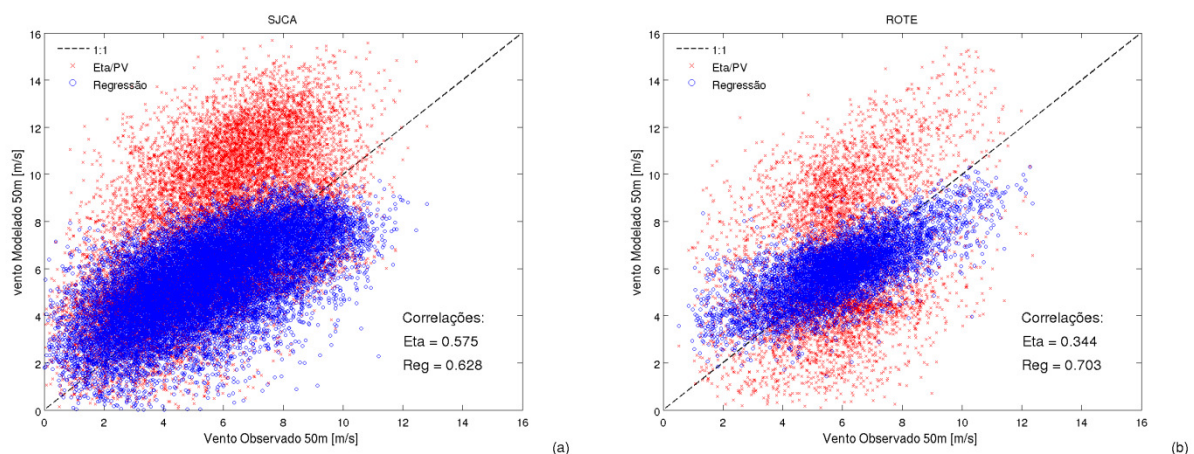 SJCA
16
14
12
10
8
6
4
2
0
vento Modelado 50m [m/s]
1:1
Eta/PV
Regressão
Correlações:
Eta = 0.575
Reg = 0.628
0 2 4 6 8 10 12 14 16
Vento Observado 50m [m/s]
(a)
ROTE
16
14
12
10
8
6
4
2
0
vento Modelado 50m [m/s]
1:1
Eta/PV
Regressão
Correlações:
Eta = 0.344
Reg = 0.703
0 2 4 6 8 10 12 14 16
Vento Observado 50m [m/s]
(b)